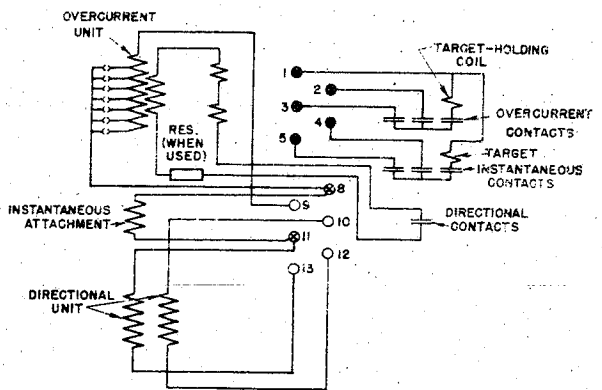 OVERCURRENT
UNIT
RES.
(WHEN
USED)
1
2
3
4
5
TARGET-HOLDING
COIL
OVERCURRENT
CONTACTS
TARGET
INSTANTANEOUS
CONTACTS
8
9
10
11
12
13
INSTANTANEOUS
ATTACHMENT
DIRECTIONAL
CONTACTS
DIRECTIONAL
UNIT